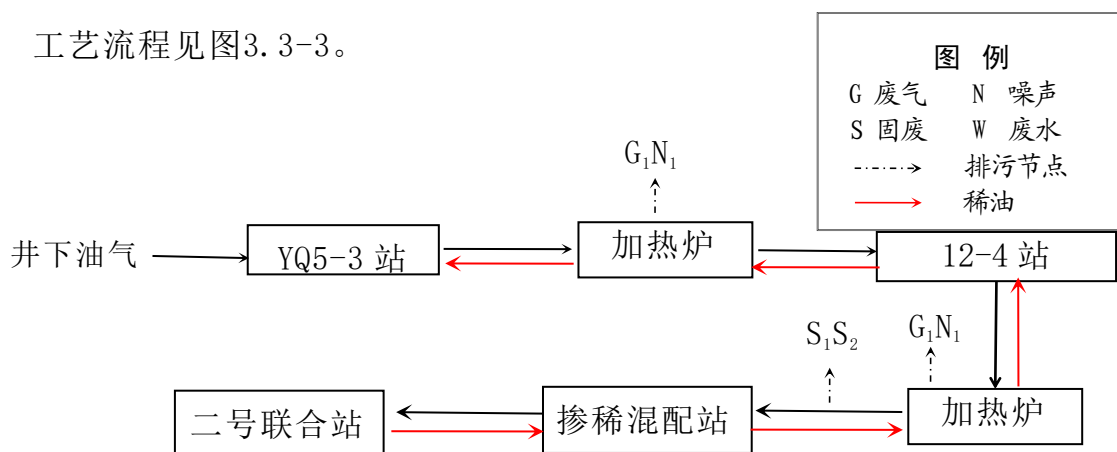 工艺流程见图3.3-3。
图 例
G 废气 N 噪声
S 固废 W 废水
排污节点
稀油
G₁N₁
井下油气
YQ5-3 站
加热炉
12-4 站
S₁S₂
G₁N₁
二号联合站
掺稀混配站
加热炉